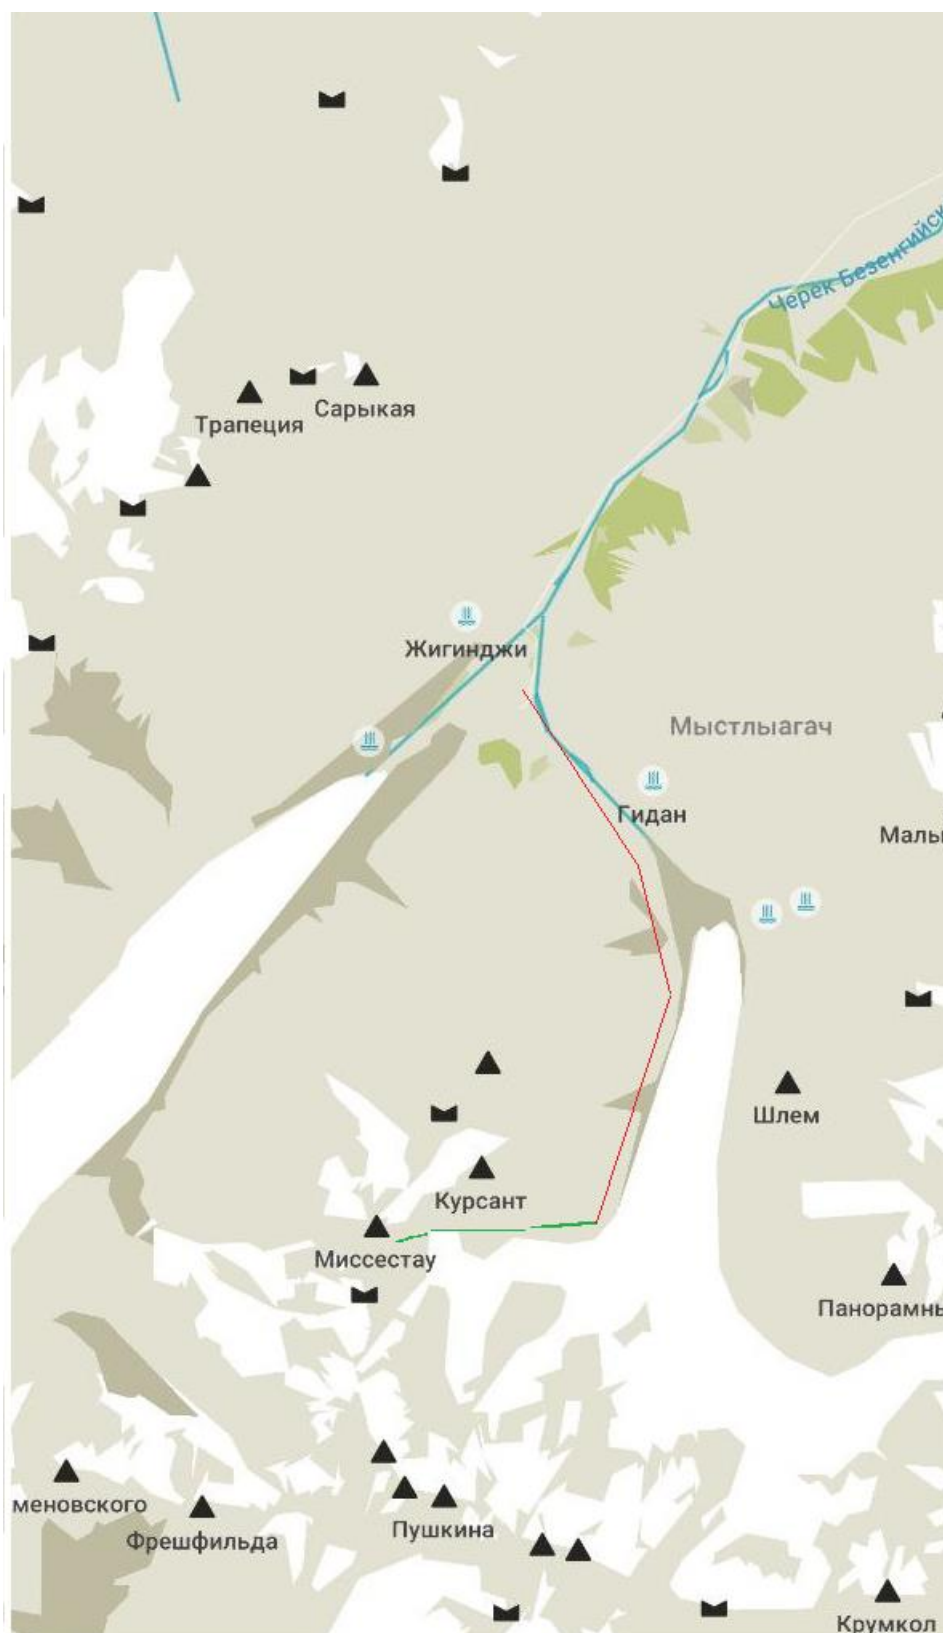 Черек Безенгийск
Сарыкая
Трапеция
Жигинджи
Мыстлыагач
Гидан
Малы
Шлем
Курсант
Миссестау
Панорамны
меновского
Пушкина
Фрешфильда
Крумкол